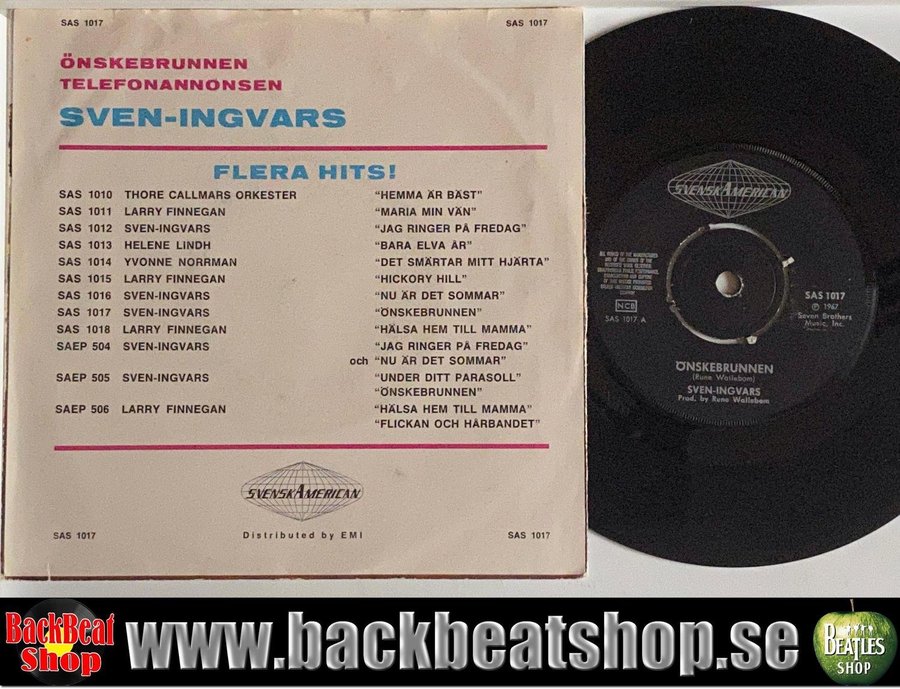 SAS 1017 SAS 1017
ÖNSKEBRUNNEN
TELEFONANNONSEN
SVEN-INGVARS
FLERA HITS!
SAS 1010 THORE CALLMARS ORKESTER "HEMMA ÄR BÄST"
SAS 1011 LARRY FINNEGAN "MARIA MIN VÄN"
SAS 1012 SVEN-INGVARS "JAG RINGER PÅ FREDAG"
SAS 1013 HELENE LINDH "BARA ELVA ÅR"
SAS 1014 YVONNE NORRMAN "DET SMÄRTAR MITT HJÄRTA"
SAS 1015 LARRY FINNEGAN "HICKORY HILL"
SAS 1016 SVEN-INGVARS "NU ÄR DET SOMMAR"
SAS 1017 SVEN-INGVARS "ÖNSKEBRUNNEN"
SAS 1018 LARRY FINNEGAN "HÄLSA HEM TILL MAMMA"
SAEP 504 SVEN-INGVARS "JAG RINGER PÅ FREDAG"
och "NU ÄR DET SOMMAR"
SAEP 505 SVEN-INGVARS "UNDER DITT PARASOLL"
"ÖNSKEBRUNNEN"
SAEP 506 LARRY FINNEGAN "HÄLSA HEM TILL MAMMA"
"FLICKAN OCH HÅRBANDET"
SVENSKAMERICAN
SAS 1017 Distributed by EMI SAS 1017
SVENSKAMERICAN
NCB
SAS 1017 A
SAS 1017
℗ 1967
Seven Brothers
Music, Inc.
ÖNSKEBRUNNEN
(Rune Wallebom)
SVEN-INGVARS
Prod. by Rune Wallebom
BackBeat
Shop
www.backbeatshop.se
BEATLES
SHOP